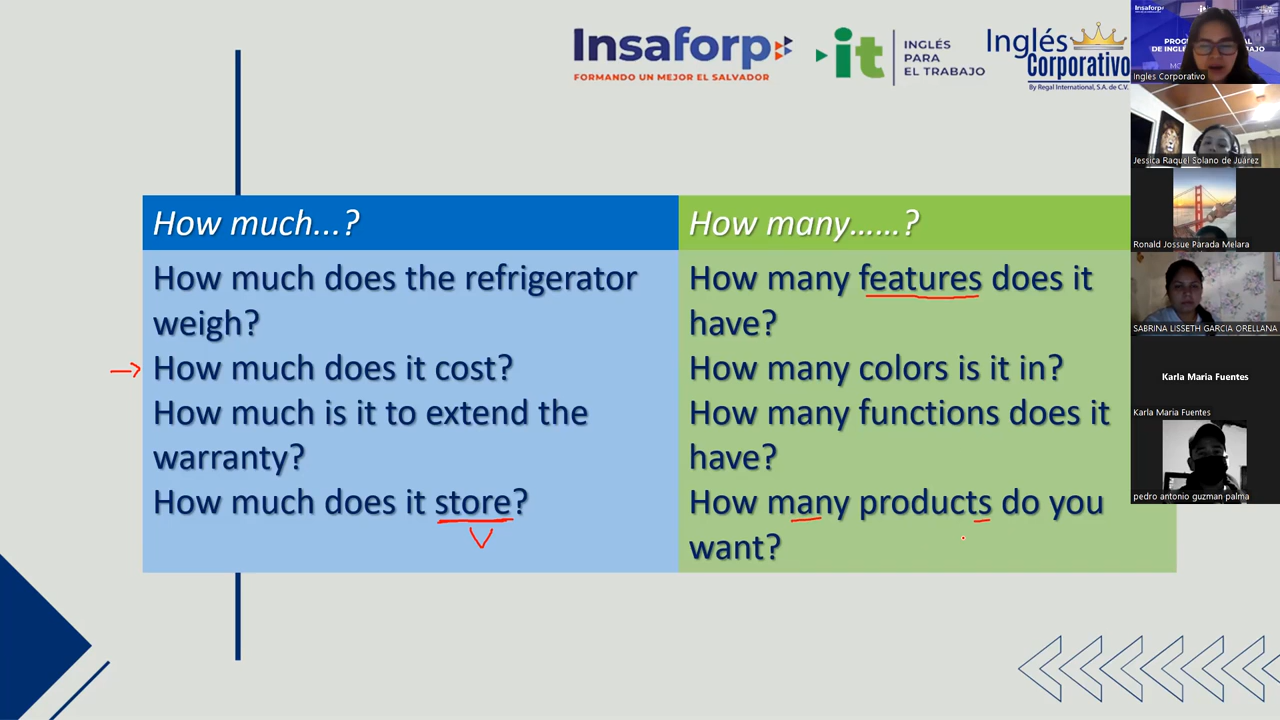 Insaforp
FORMANDO UN MEJOR EL SALVADOR
it
INGLÉS
PARA
EL TRABAJO
Inglés
Corporativo
By Regal International, S.A. de C.V.
How much...?
How much does the refrigerator
weigh?
How much does it cost?
How much is it to extend the
warranty?
How much does it store?
V
How many......?
How many features does it
have?
How many colors is it in?
How many functions does it
have?
How many products do you
want?
Insaforp
Ingles Corporativo
Jessica Raquel Solano de Juárez
Ronald Jossue Parada Melara
SABRINA LISSETH GARCIA ORELLANA
Karla Maria Fuentes
Karla Maria Fuentes
pedro antonio guzman palma